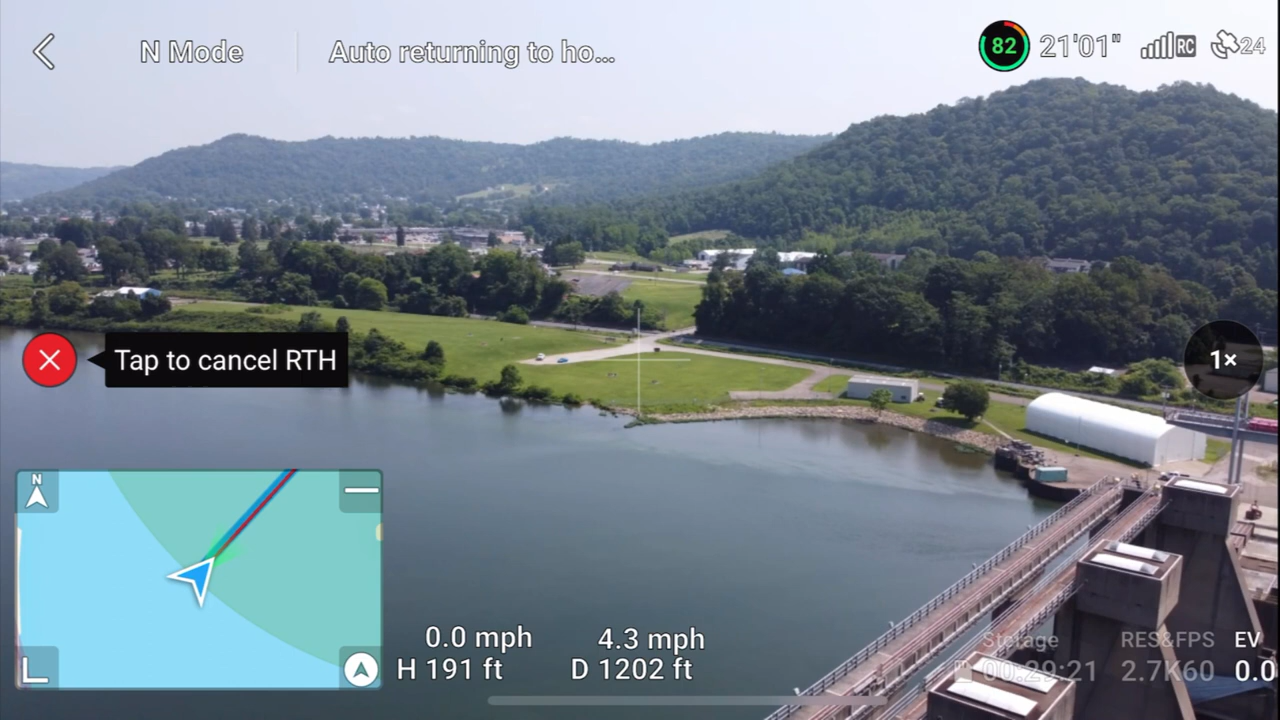 N Mode
Auto returning to ho...
82
21'01"
RC
24
Tap to cancel RTH
1×
N
0.0 mph
4.3 mph
H 191 ft
D 1202 ft
Storage
RES&FPS
EV
00:29:21
2.7K60
0.0